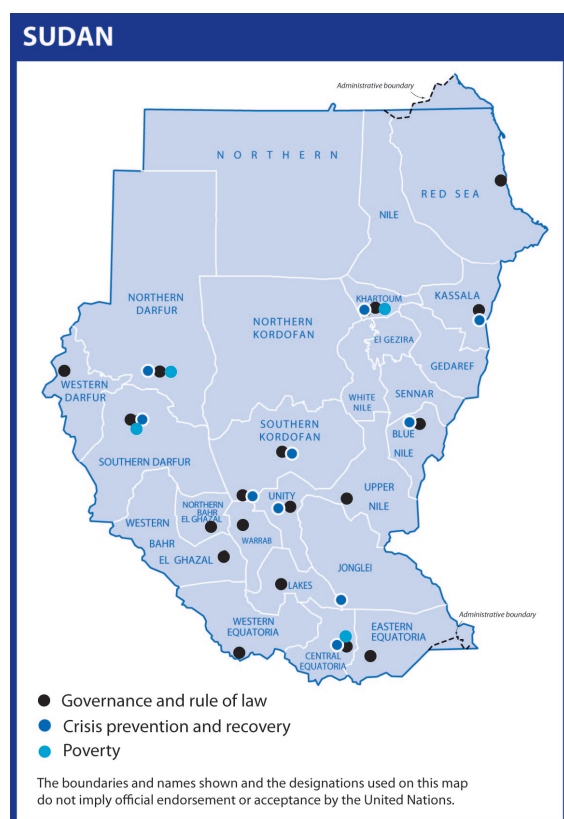 SUDAN
Administrative boundary
N O R T H E R N
RED SEA
NILE
NORTHERN
DARFUR
KHARTOUM
KASSALA
NORTHERN
KORDOFAN
El GEZIRA
GEDAREF
WESTERN
DARFUR
WHITE
NILE
SENNAR
SOUTHERN
KORDOFAN
BLUE
NILE
SOUTHERN DARFUR
UNITY
UPPER
NILE
NORTHERN
BAHR
EL GHAZAL
WESTERN
BAHR
EL GHAZAL
WARRAB
JONGLEI
LAKES
Administrative boundary
WESTERN
EQUATORIA
EASTERN
EQUATORIA
CENTRAL
EQUATORIA
Governance and rule of law
Crisis prevention and recovery
Poverty
The boundaries and names shown and the designations used on this map
do not imply official endorsement or acceptance by the United Nations.